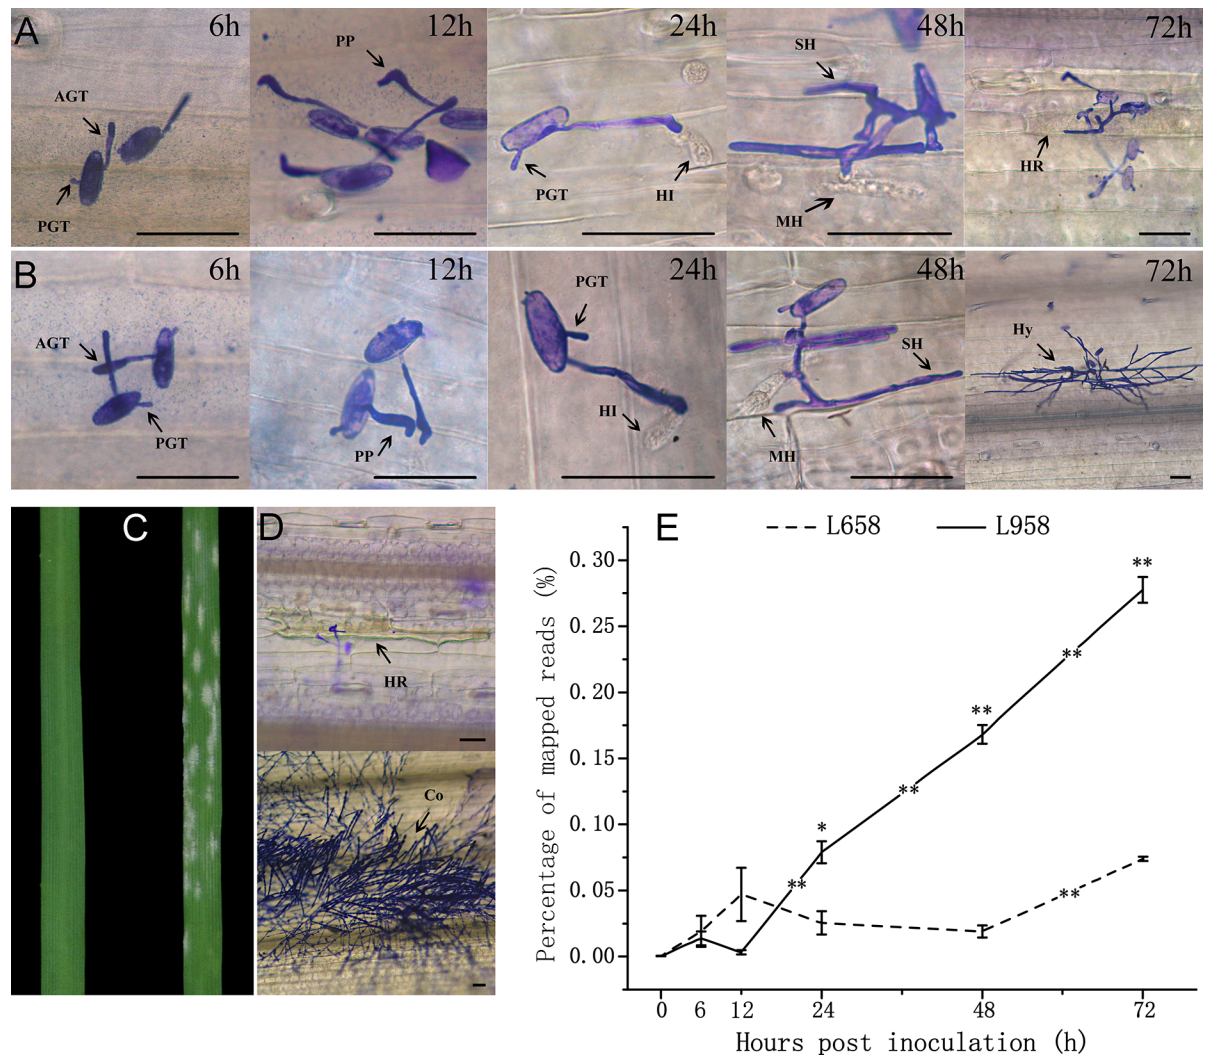 A
6h
12h
24h
48h
72h
AGT
PGT
PP
PGT
HI
SH
MH
HR
B
6h
12h
24h
48h
72h
AGT
PGT
PP
PGT
HI
SH
MH
Hy
C
D
HR
Co
E
L658
L958
Percentage of mapped reads (%)
0.30
0.25
0.20
0.15
0.10
0.05
0.00
**
**
**
**
*
**
**
0
6
12
24
48
72
Hours post inoculation (h)